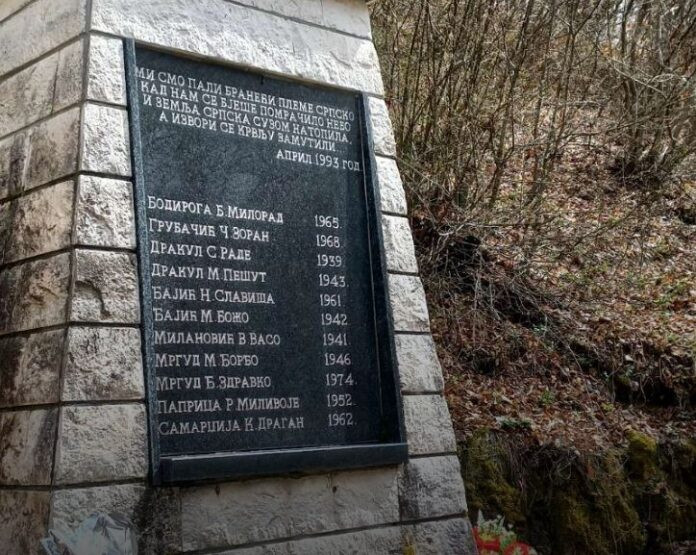 МИ СМО ПАЛИ БРАНЕЋИ ПЛЕМЕ СРПСКО
КАД НАМ СЕ БЈЕШЕ ПОМРАЧИЛО НЕБО
И ЗЕМЉА СРПСКА СУЗОМ НАТОПИЛА.
А ИЗВОРИ СЕ КРВЉУ ЗАМУТИЛИ.
АПРИЛ 1993 ГОД.
БОДИРОГА Б. МИЛОРАД 1965.
ГРУБАЧИЋ Ч. ЗОРАН 1968
ДРАКУЛ С. РАДЕ 1939.
ДРАКУЛ М. ПЕШУТ 1943.
БАЈИЋ Н. СЛАВИША 1961.
БАЈИЋ М. БОЖО 1942.
МИЛАНОВИЋ В. ВАСО 1941.
МРГУД М. ЂОРЂО 1946.
МРГУД Б. ЗДРАВКО 1974.
ПАПРИЦА Р. МИЛИВОЈЕ 1952.
САМАРЏИЈА К. ДРАГАН 1962.